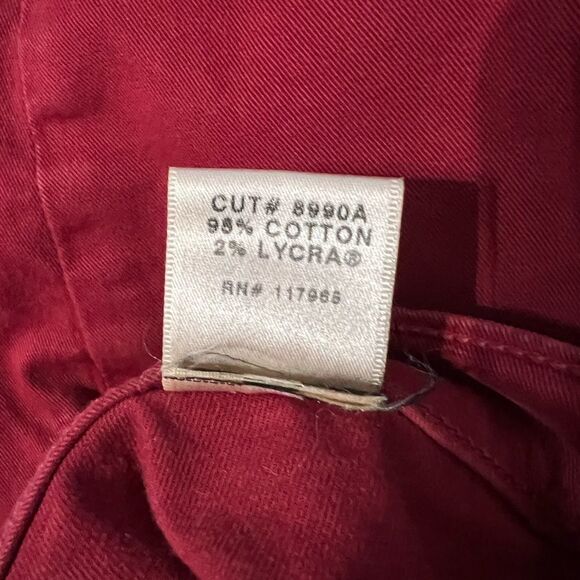 CUT# 8990A
98% COTTON
2% LYCRA®
RN# 117965